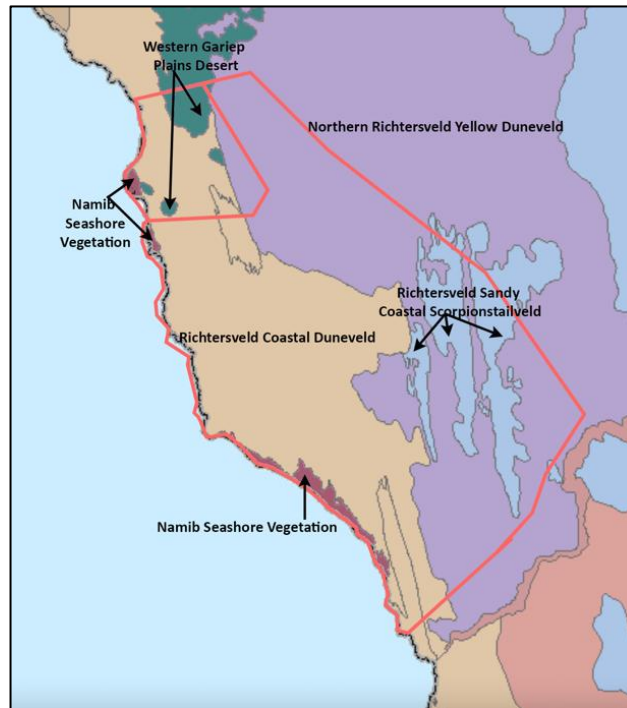 Western Gariep
Plains Desert
Northern Richtersveld Yellow Duneveld
Namib
Seashore
Vegetation
Richtersveld Sandy
Coastal Scorpionstailveld
Richtersveld Coastal Duneveld
Namib Seashore Vegetation